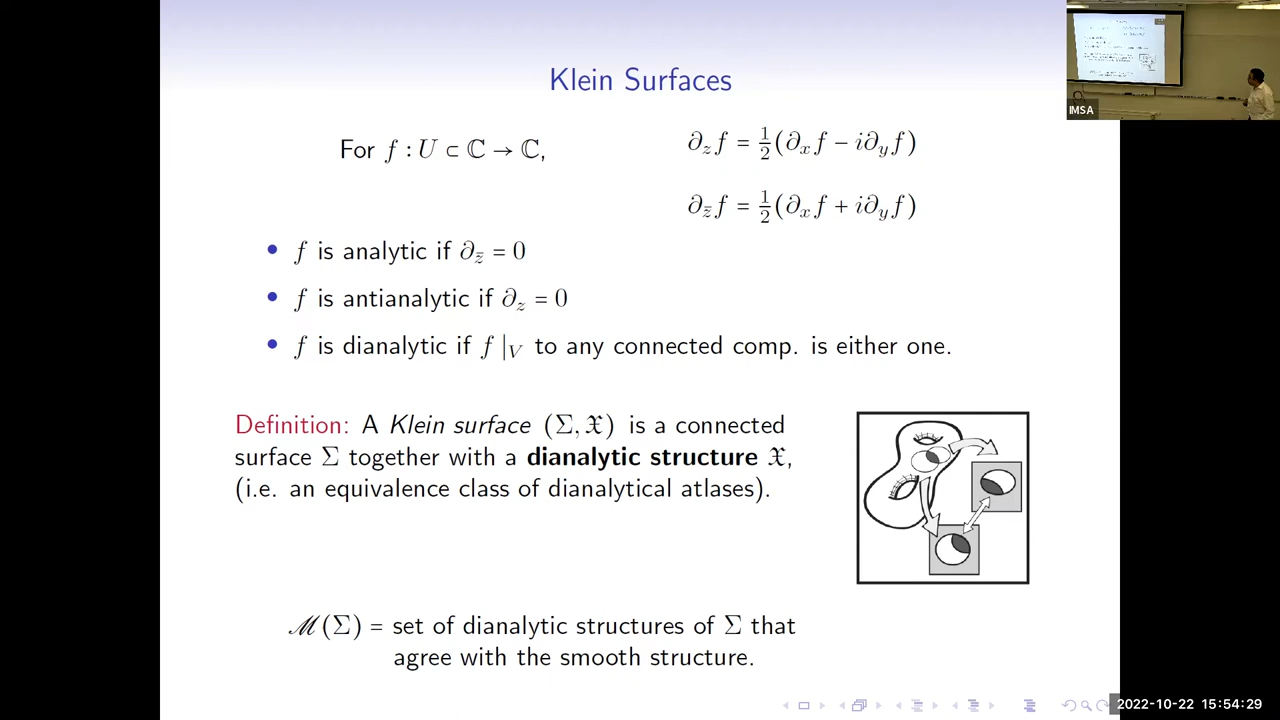 Klein Surfaces
For f : U ⊂ ℂ → ℂ,
∂_z f = 1/2 (∂_x f − i∂_y f)
∂_z̄ f = 1/2 (∂_x f + i∂_y f)
• f is analytic if ∂_z̄ = 0
• f is antianalytic if ∂_z = 0
• f is dianalytic if f |_V to any connected comp. is either one.
Definition: A Klein surface (Σ, 𝔛) is a connected
surface Σ together with a dianalytic structure 𝔛,
(i.e. an equivalence class of dianalytical atlases).
ℳ(Σ) = set of dianalytic structures of Σ that
agree with the smooth structure.
IMSA
2022-10-22 15:54:29